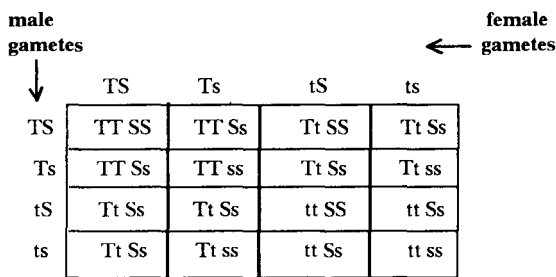 male
gametes
female
gametes
TS Ts tS ts
TS TT SS TT Ss Tt SS Tt Ss
Ts TT Ss TT ss Tt Ss Tt ss
tS Tt Ss Tt Ss tt SS tt Ss
ts Tt Ss Tt ss tt Ss tt ss